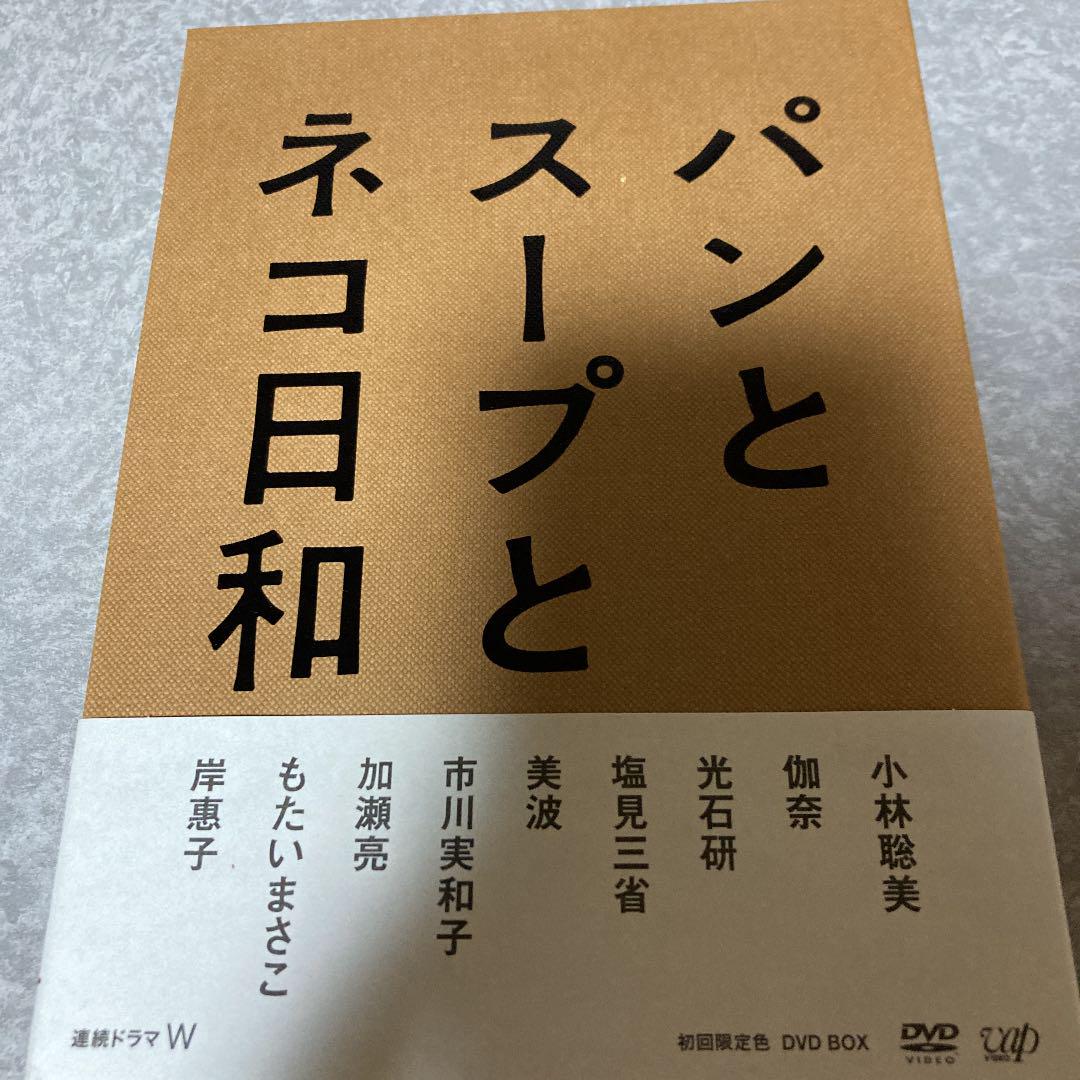 パンと
スープと
ネコ日和
小林聡美
伽奈
光石研
塩見三省
美波
市川実和子
加瀬亮
もたいまさこ
岸惠子
連続ドラマW
初回限定色 DVD BOX
DVD
VIDEO
vap
VIDEO